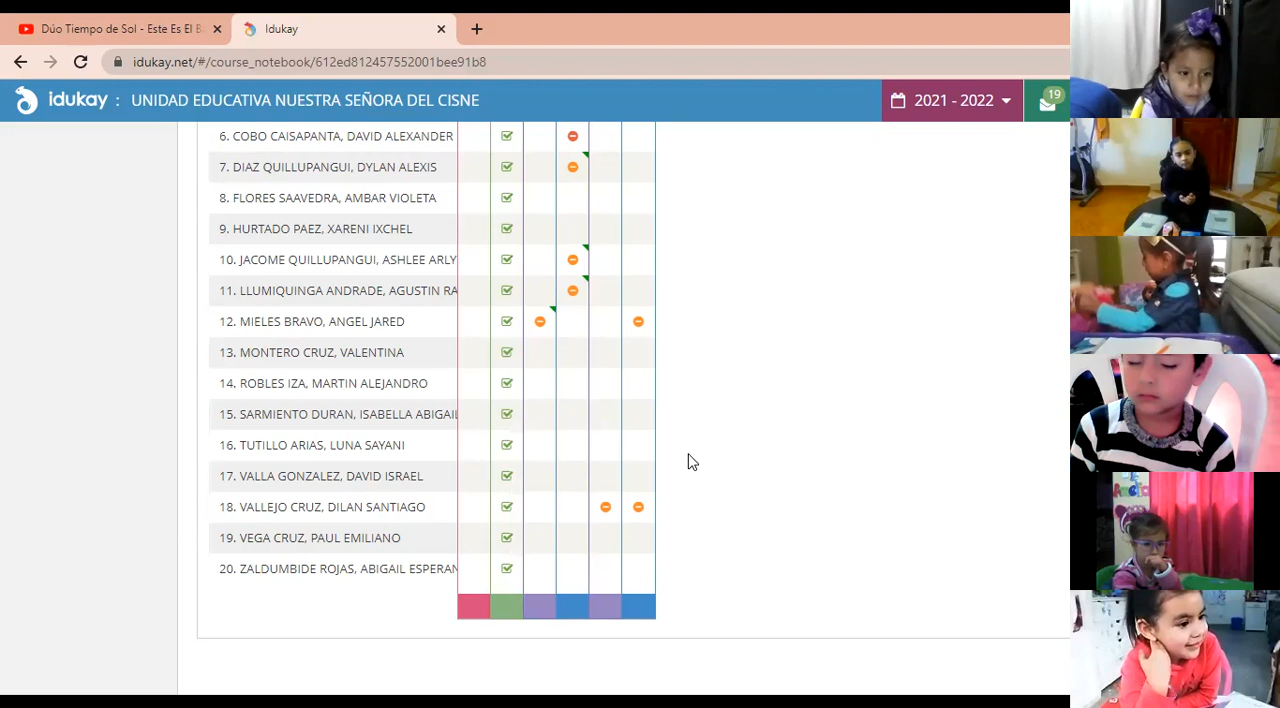 Dúo Tiempo de Sol - Este Es El B
Idukay
idukay.net/#/course_notebook/612ed812457552001bee91b8
idukay : UNIDAD EDUCATIVA NUESTRA SEÑORA DEL CISNE
2021 - 2022
19
6. COBO CAISAPANTA, DAVID ALEXANDER
7. DIAZ QUILLUPANGUI, DYLAN ALEXIS
8. FLORES SAAVEDRA, AMBAR VIOLETA
9. HURTADO PAEZ, XARENI IXCHEL
10. JACOME QUILLUPANGUI, ASHLEE ARLY
11. LLUMIQUINGA ANDRADE, AGUSTIN RA
12. MIELES BRAVO, ANGEL JARED
13. MONTERO CRUZ, VALENTINA
14. ROBLES IZA, MARTIN ALEJANDRO
15. SARMIENTO DURAN, ISABELLA ABIGAIL
16. TUTILLO ARIAS, LUNA SAYANI
17. VALLA GONZALEZ, DAVID ISRAEL
18. VALLEJO CRUZ, DILAN SANTIAGO
19. VEGA CRUZ, PAUL EMILIANO
20. ZALDUMBIDE ROJAS, ABIGAIL ESPERAN